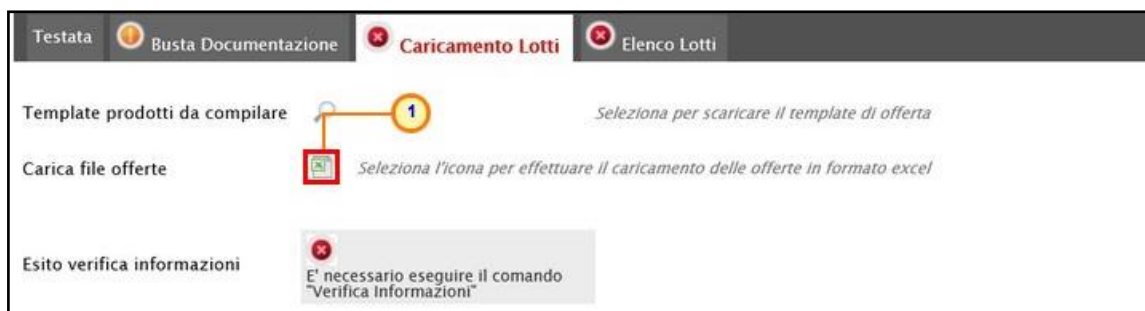 Testata Busta Documentazione Caricamento Lotti Elenco Lotti
Template prodotti da compilare 1 Seleziona per scaricare il template di offerta
Carica file offerte Seleziona l'icona per effettuare il caricamento delle offerte in formato excel
Esito verifica informazioni
E' necessario eseguire il comando
"Verifica Informazioni"